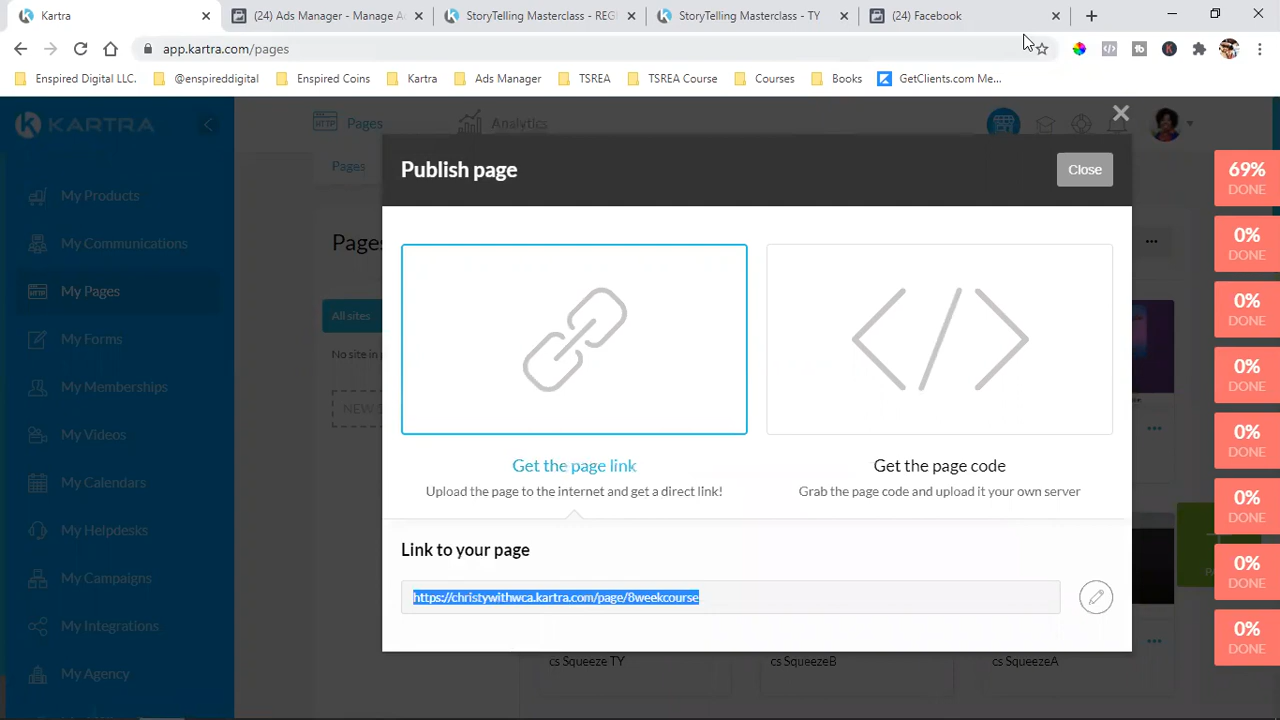 Kartra
(24) Ads Manager - Manage A
StoryTelling Masterclass - REG
StoryTelling Masterclass - TY
(24) Facebook
app.kartra.com/pages
Enspired Digital LLC.
@enspireddigital
Enspired Coins
Kartra
Ads Manager
TSREA
TSREA Course
Courses
Books
GetClients.com Me...
KARTRA
Pages
Analytics
My Products
My Communications
My Pages
My Forms
My Memberships
My Videos
My Calendars
My Helpdesks
My Campaigns
My Integrations
My Agency
Pages
Pages
All sites
No site in
NEW
Publish page
Close
Get the page link
Upload the page to the internet and get a direct link!
Get the page code
Grab the page code and upload it your own server
Link to your page
https://christywithwca.kartra.com/page/8weekcourse
cs Squeeze TY
cs SqueezeB
cs SqueezeA
69%
DONE
0%
DONE
0%
DONE
0%
DONE
0%
DONE
0%
DONE
0%
DONE
0%
DONE